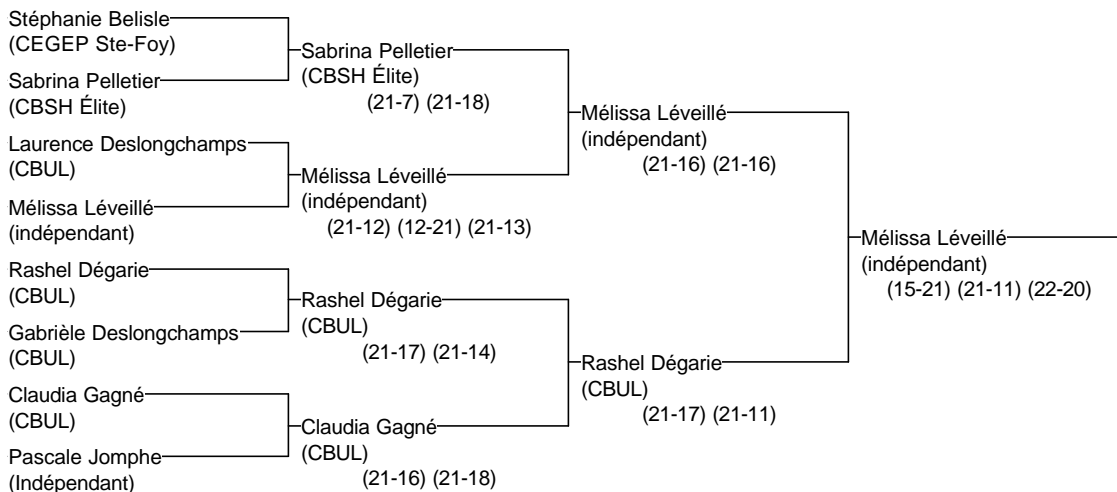 Stéphanie Belisle
(CEGEP Ste-Foy)
Sabrina Pelletier
(CBSH Élite)
Laurence Deslongchamps
(CBUL)
Mélissa Léveillé
(indépendant)
Rashel Dégarie
(CBUL)
Gabrièle Deslongchamps
(CBUL)
Claudia Gagné
(CBUL)
Pascale Jomphe
(Indépendant)
Sabrina Pelletier
(CBSH Élite)
(21-7) (21-18)
Mélissa Léveillé
(indépendant)
(21-12) (12-21) (21-13)
Rashel Dégarie
(CBUL)
(21-17) (21-14)
Claudia Gagné
(CBUL)
(21-16) (21-18)
Mélissa Léveillé
(indépendant)
(21-16) (21-16)
Rashel Dégarie
(CBUL)
(21-17) (21-11)
Mélissa Léveillé
(indépendant)
(15-21) (21-11) (22-20)